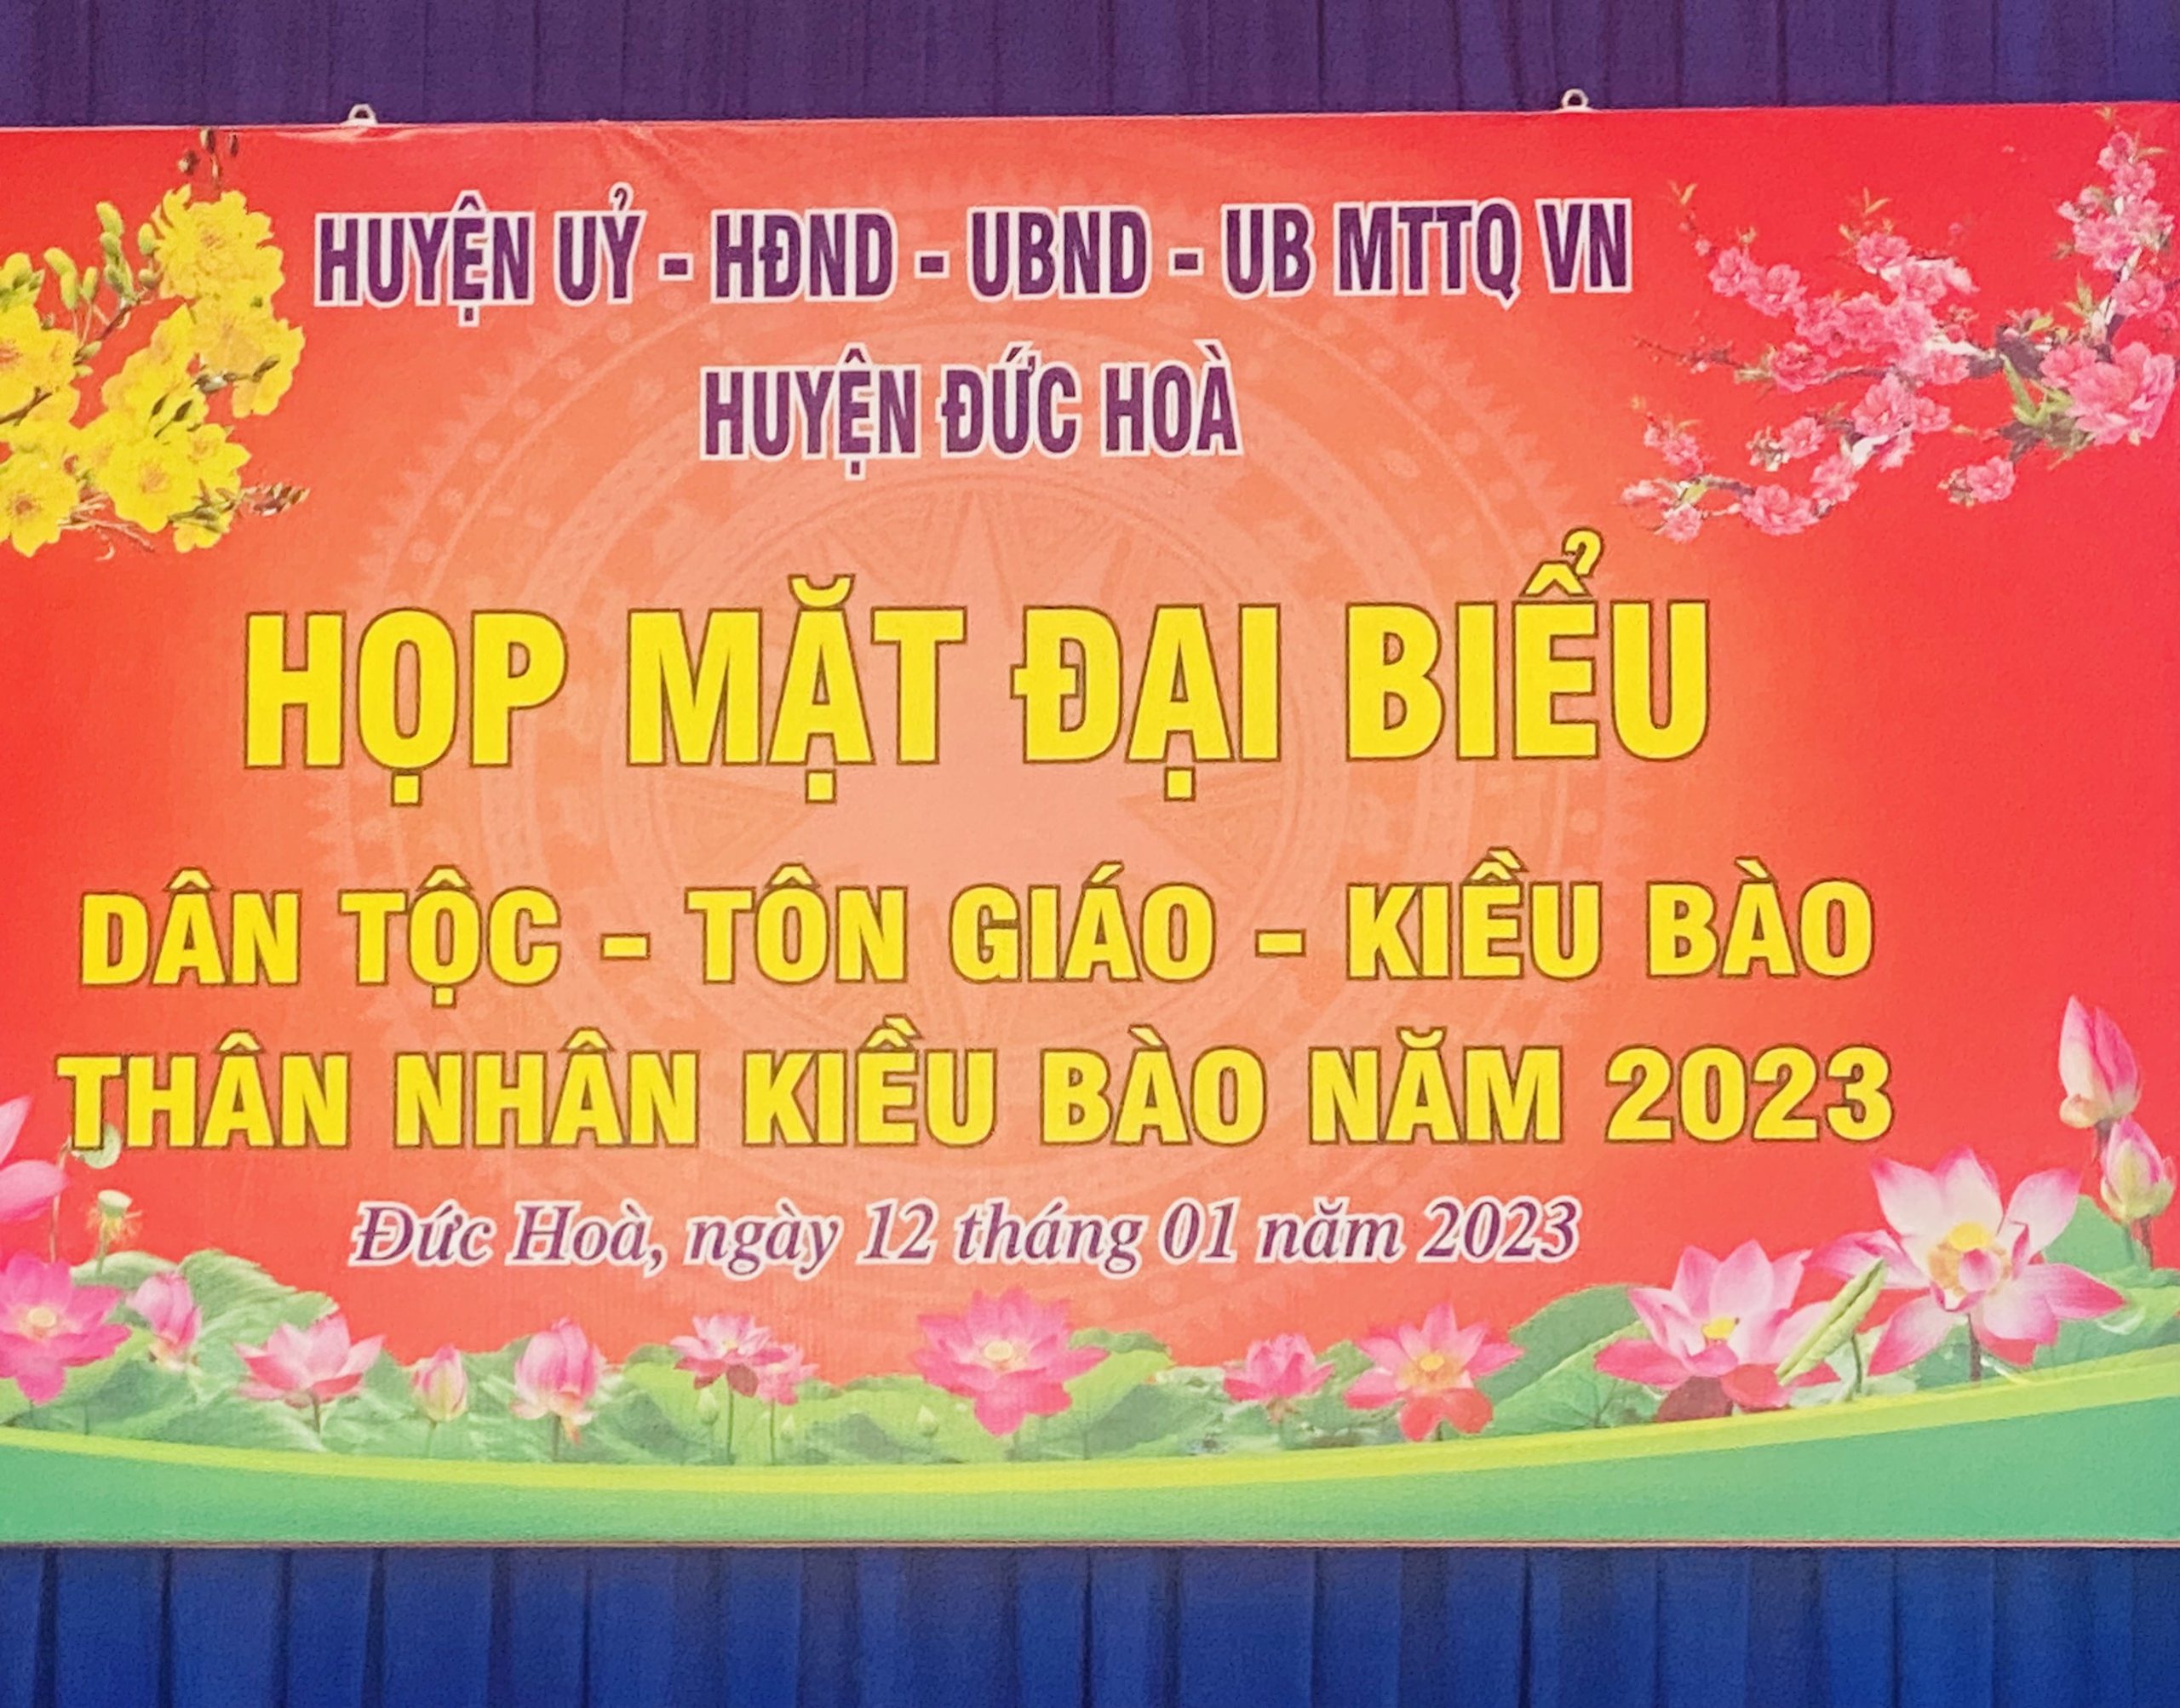 HUYỆN UỶ - HĐND - UBND - UB MTTQ VN
HUYỆN ĐỨC HOÀ
HỌP MẶT ĐẠI BIỂU
DÂN TỘC - TÔN GIÁO - KIỀU BÀO
THÂN NHÂN KIỀU BÀO NĂM 2023
Đức Hoà, ngày 12 tháng 01 năm 2023